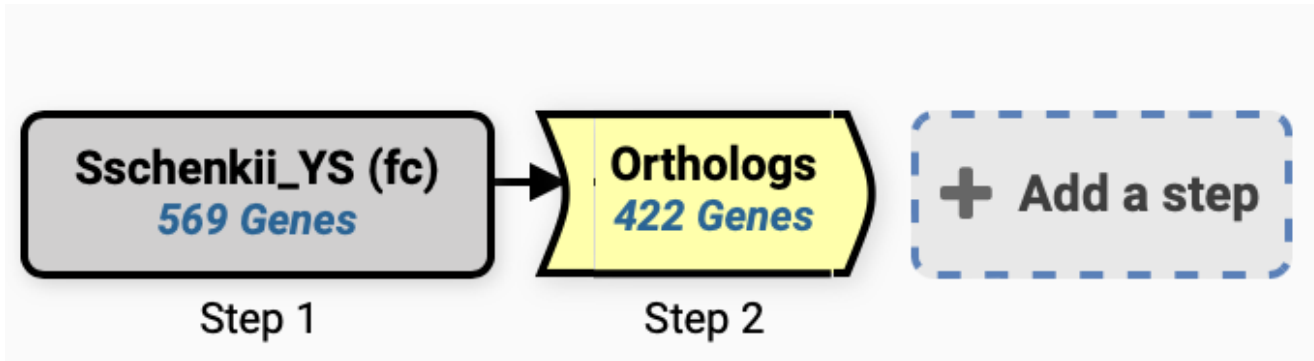 Sschenkii_YS (fc)
569 Genes
Step 1
Orthologs
422 Genes
Step 2
Add a step